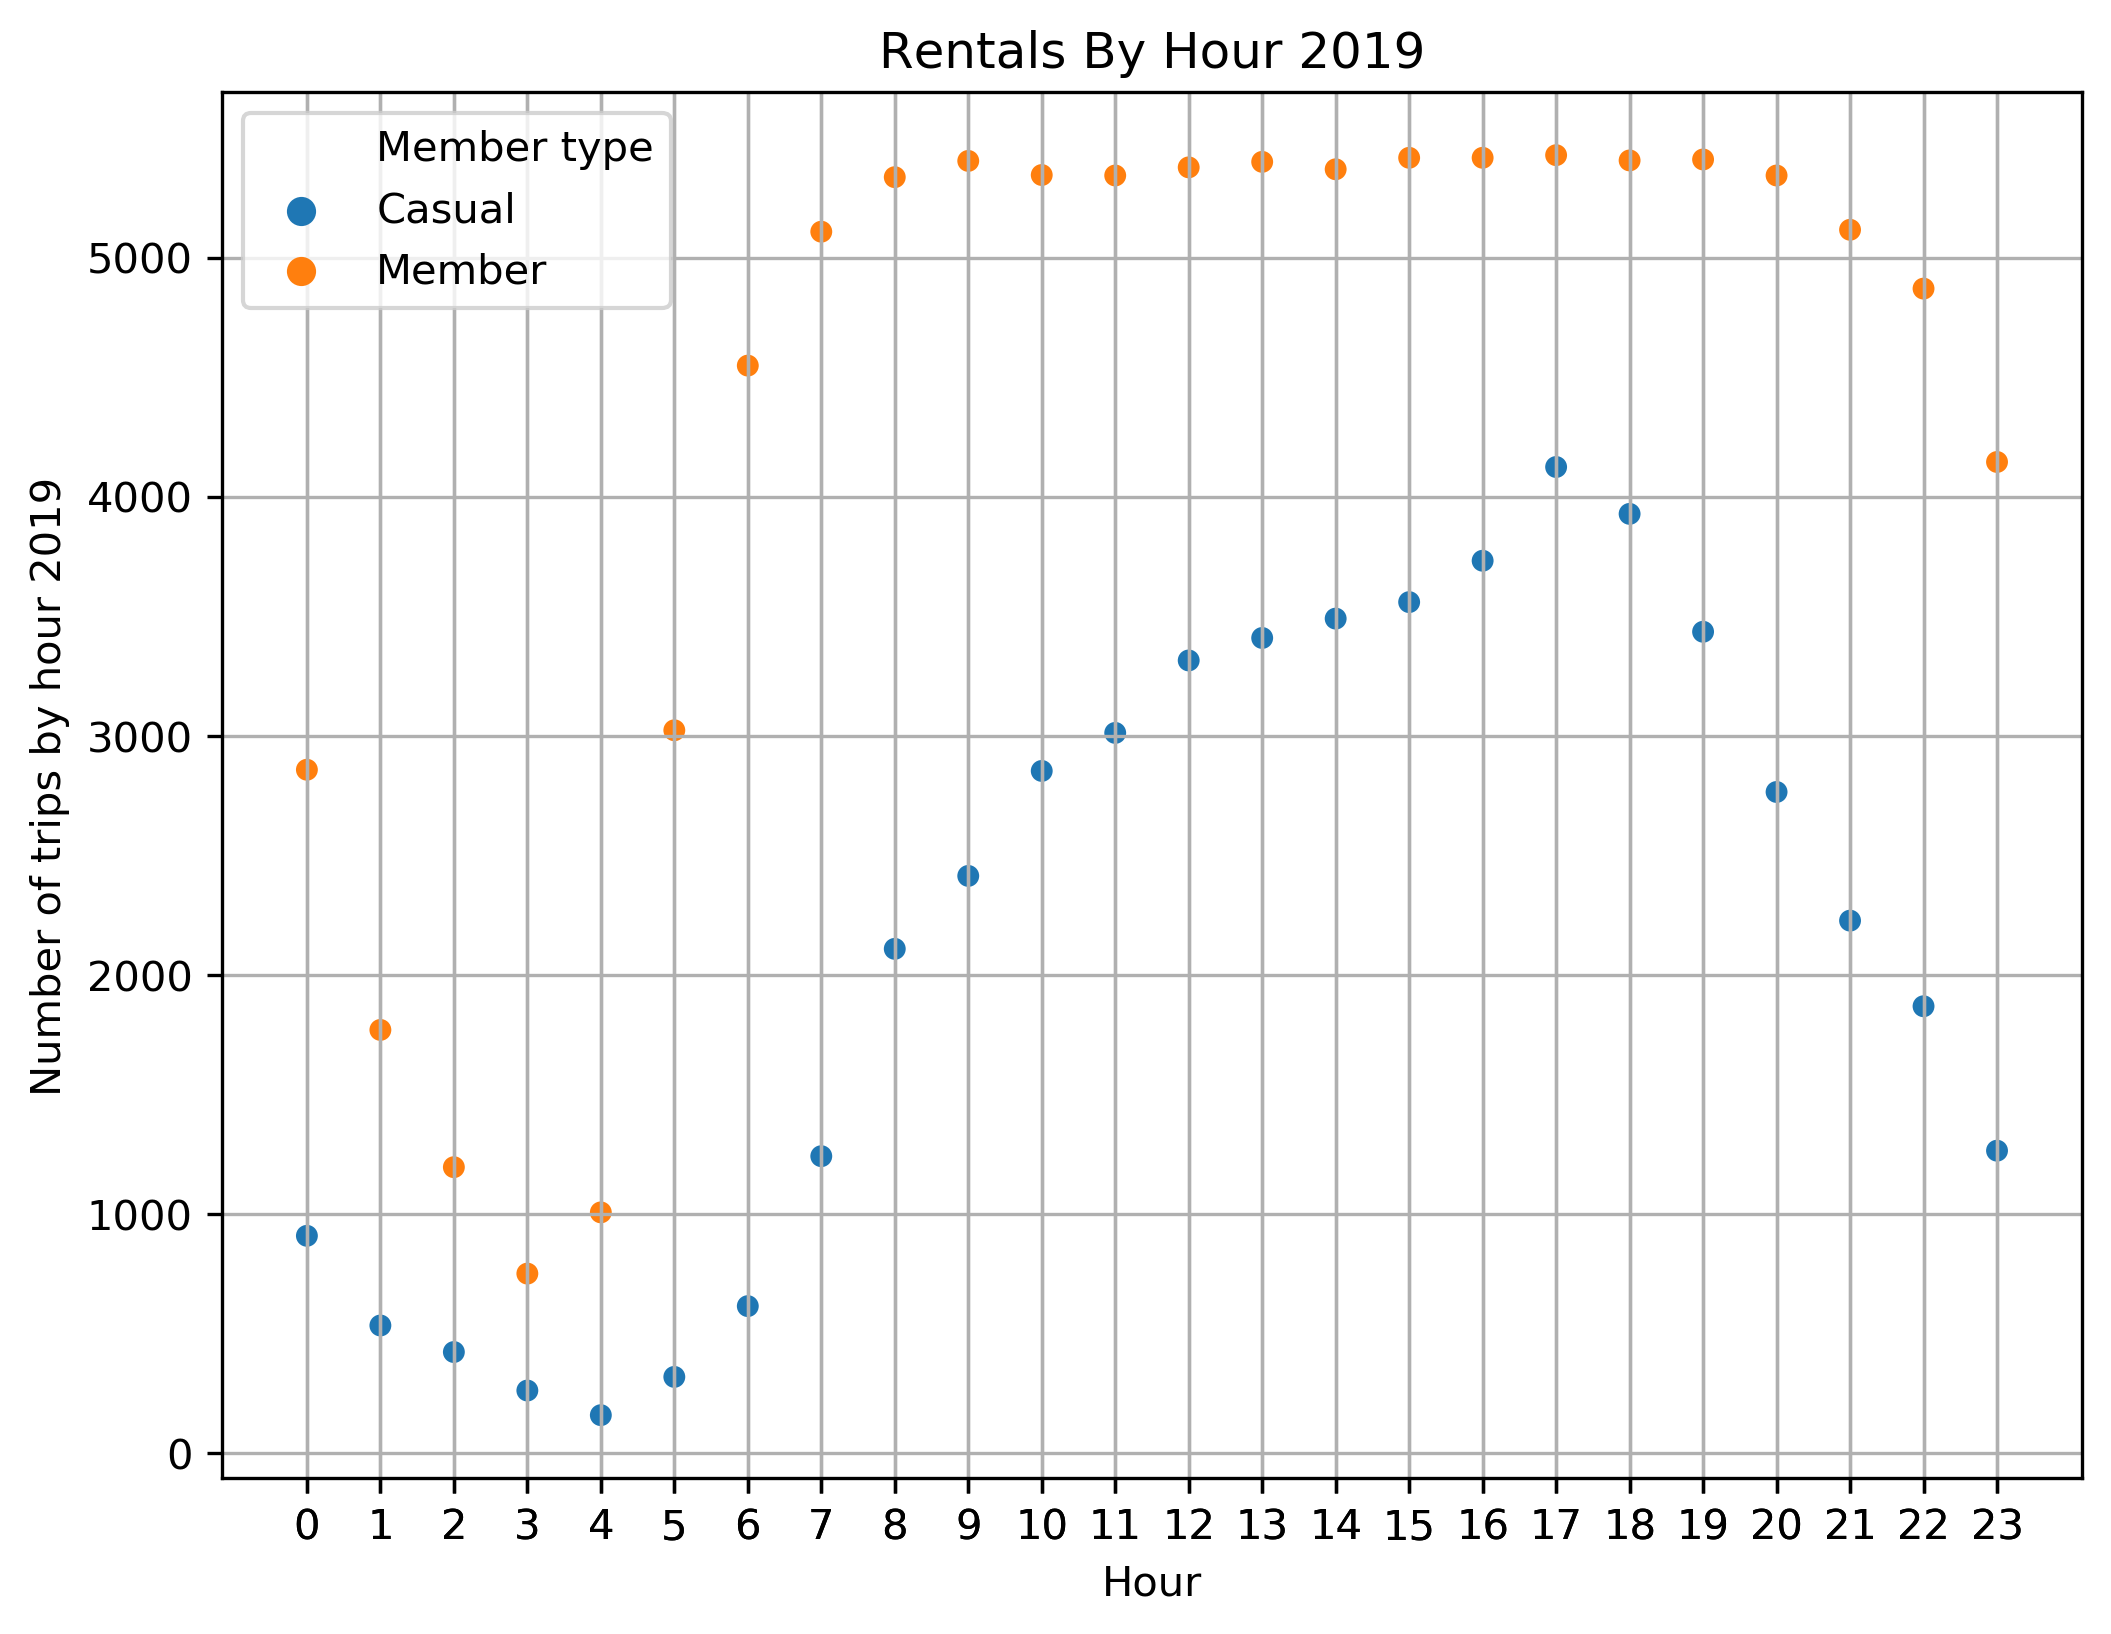 Rentals By Hour 2019
Member type
Casual
Member
5000
4000
3000
2000
1000
0
Number of trips by hour 2019
0 1 2 3 4 5 6 7 8 9 10 11 12 13 14 15 16 17 18 19 20 21 22 23
Hour